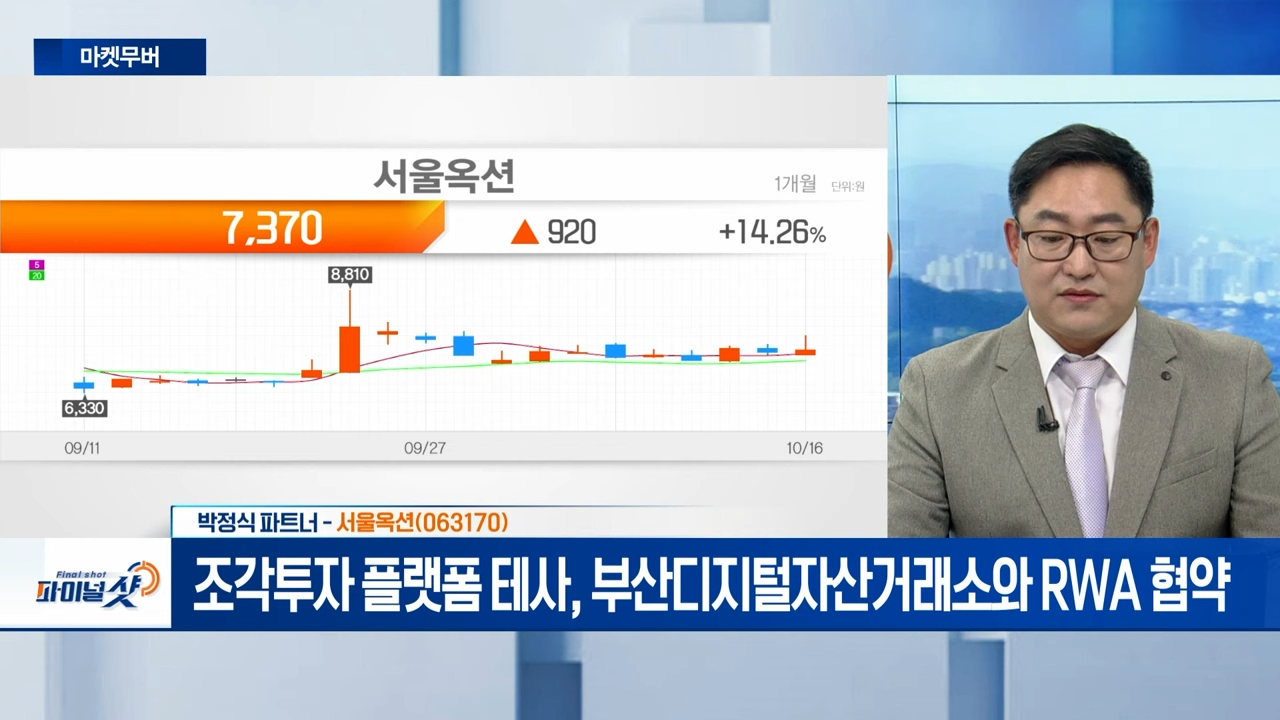 마켓무버
서울옥션
1개월 단위:원
7,370 ▲ 920 +14.26%
5
20
8,810
6,330
09/11 09/27 10/16
박정식 파트너 - 서울옥션(063170)
Final shot
파이널샷
조각투자 플랫폼 테사, 부산디지털자산거래소와 RWA 협약